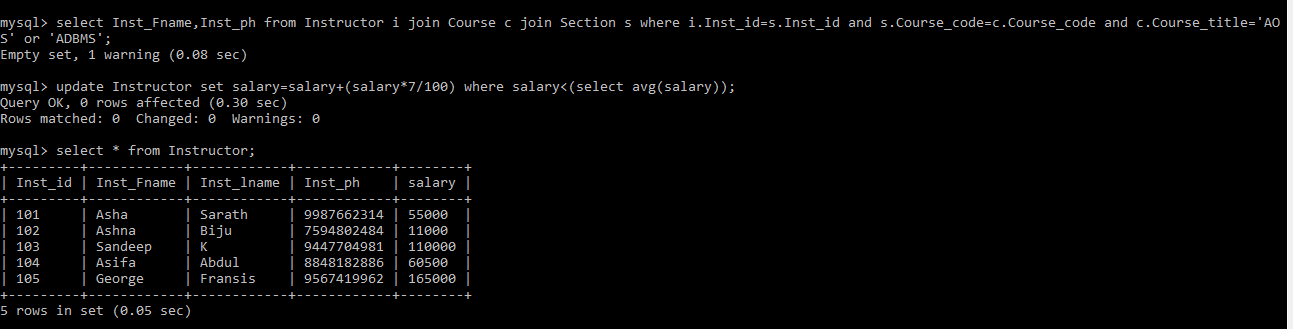 mysql> select Inst_Fname,Inst_ph from Instructor i join Course c join Section s where i.Inst_id=s.Inst_id and s.Course_code=c.Course_code and c.Course_title='AO
S' or 'ADBMS';
Empty set, 1 warning (0.08 sec)
mysql> update Instructor set salary=salary+(salary*7/100) where salary<(select avg(salary));
Query OK, 0 rows affected (0.30 sec)
Rows matched: 0  Changed: 0  Warnings: 0
mysql> select * from Instructor;
+---------+------------+------------+------------+--------+
| Inst_id | Inst_Fname | Inst_lname | Inst_ph    | salary |
+---------+------------+------------+------------+--------+
| 101     | Asha       | Sarath     | 9987662314 | 55000  |
| 102     | Ashna      | Biju       | 7594802484 | 11000  |
| 103     | Sandeep    | K          | 9447704981 | 110000 |
| 104     | Asifa      | Abdul      | 8848182886 | 60500  |
| 105     | George     | Fransis    | 9567419962 | 165000 |
+---------+------------+------------+------------+--------+
5 rows in set (0.05 sec)